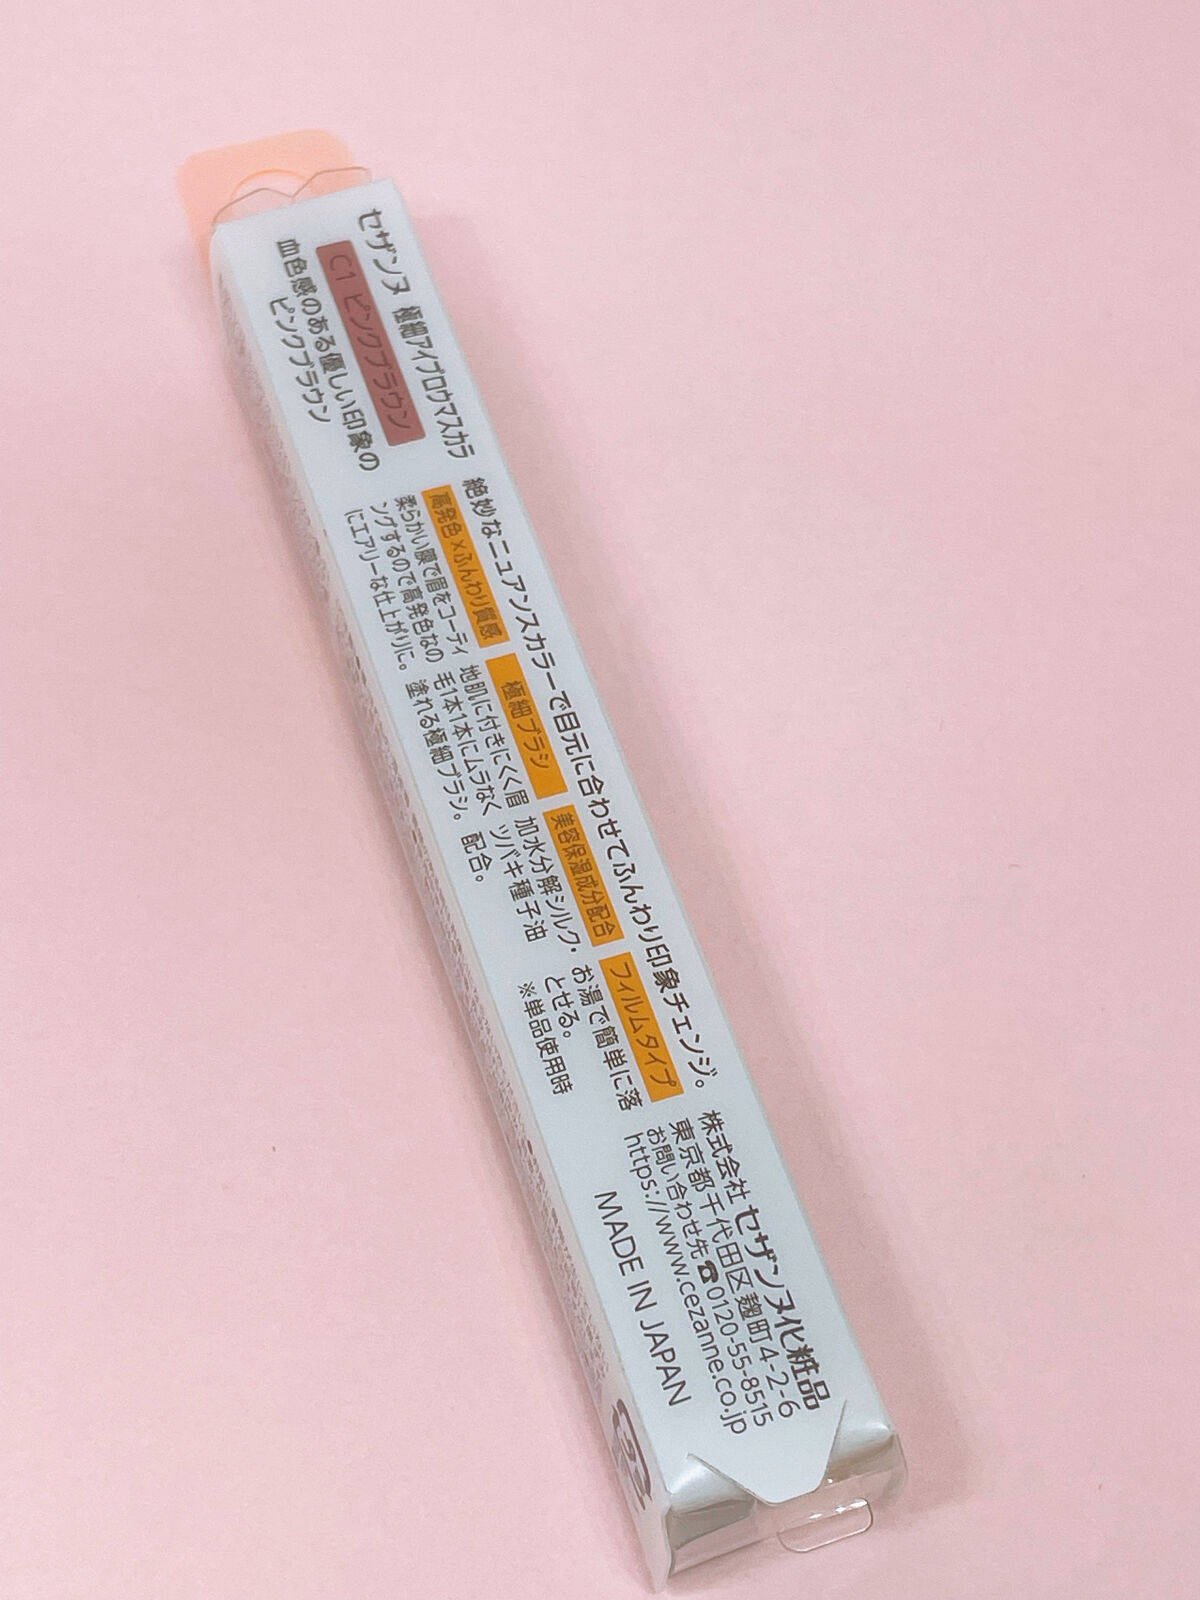 セザンヌ 極細アイブロウマスカラ
C1 ピンクブラウン
血色感のある優しい印象の
ピンクブラウン
絶妙なニュアンスカラーで目元に合わせてふんわり印象チェンジ。
高発色×ふんわり質感
柔らかい膜で眉をコーティ
ングするので高発色なの
にエアリーな仕上がりに。
極細ブラシ
地肌に付きにくく眉
毛1本1本にムラなく
塗れる極細ブラシ。
美容保湿成分配合
加水分解シルク・
ツバキ種子油
配合。
フィルムタイプ
お湯で簡単に落
とせる。
※単品使用時
株式会社 セザンヌ化粧品
東京都千代田区麹町4-2-6
お問い合わせ先☎0120-55-8515
https://www.cezanne.co.jp
MADE IN JAPAN